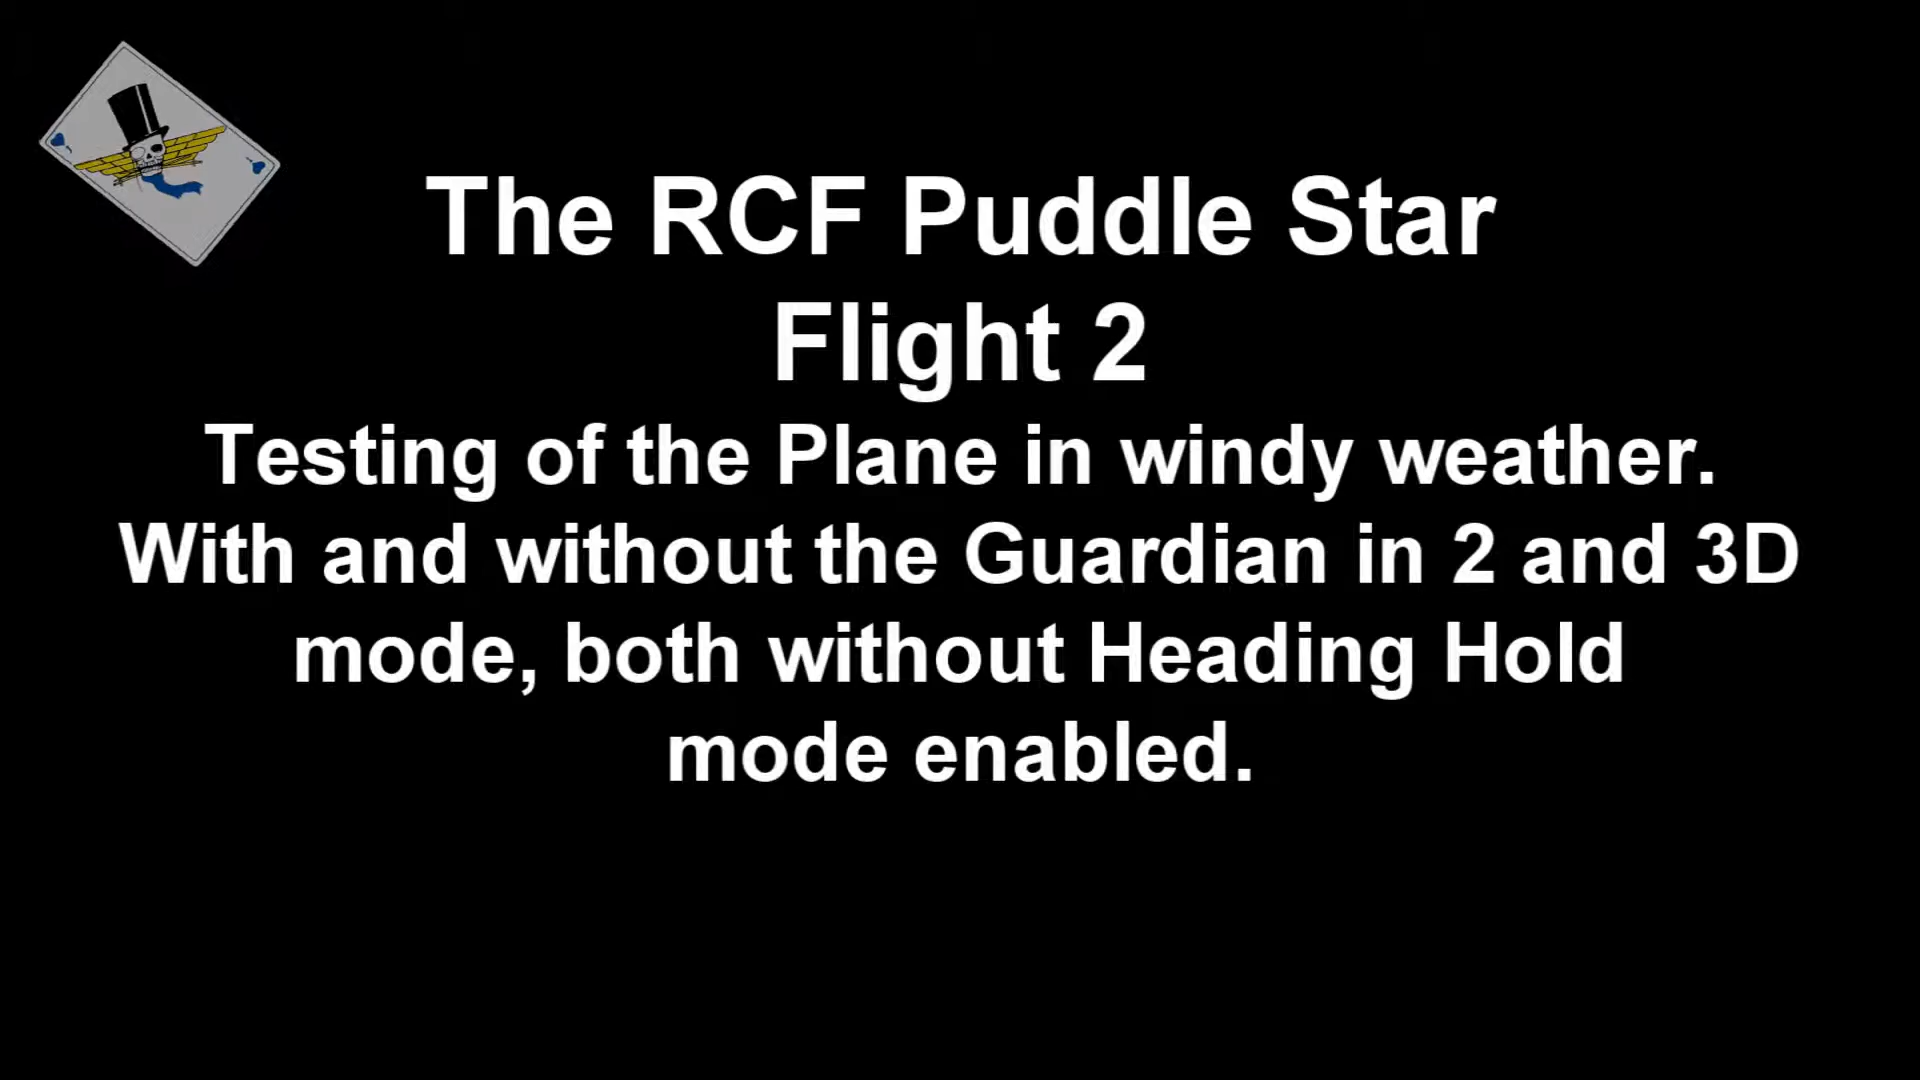 The RCF Puddle Star
Flight 2
Testing of the Plane in windy weather.
With and without the Guardian in 2 and 3D
mode, both without Heading Hold
mode enabled.